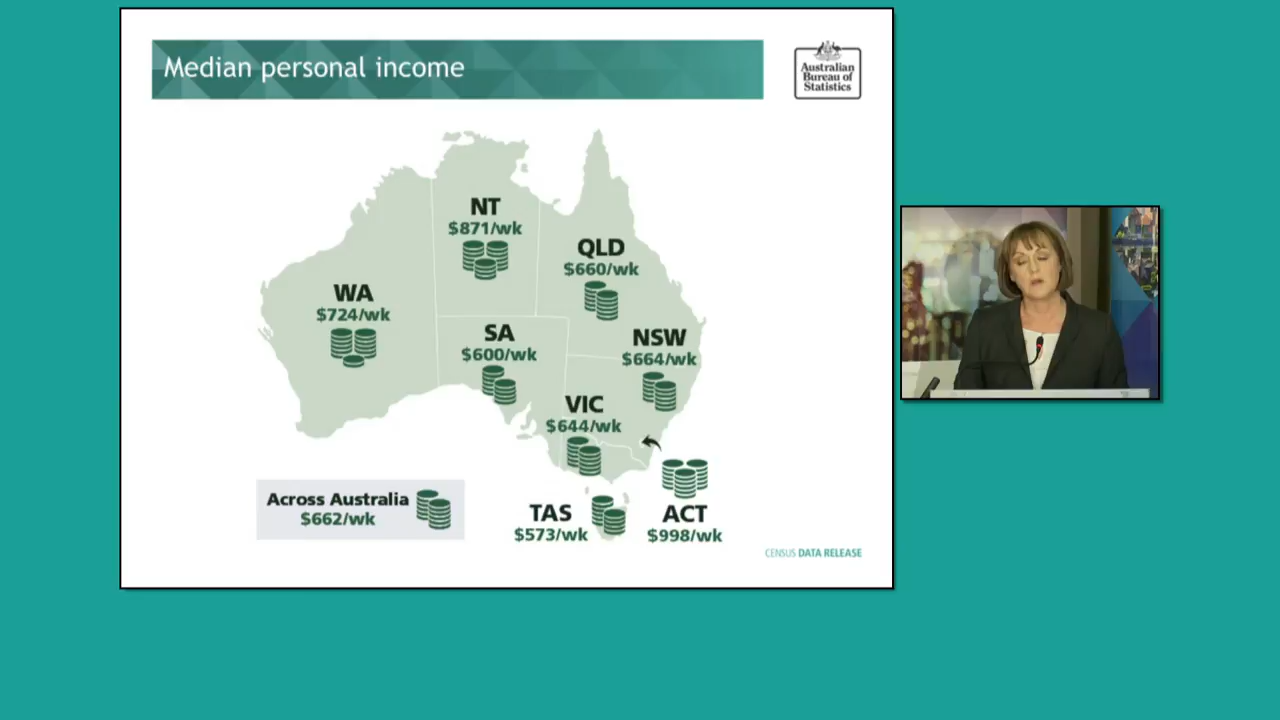 Median personal income
Australian
Bureau of
Statistics
NT
$871/wk
QLD
$660/wk
WA
$724/wk
SA
$600/wk
NSW
$664/wk
VIC
$644/wk
Across Australia
$662/wk
TAS
$573/wk
ACT
$998/wk
CENSUS DATA RELEASE